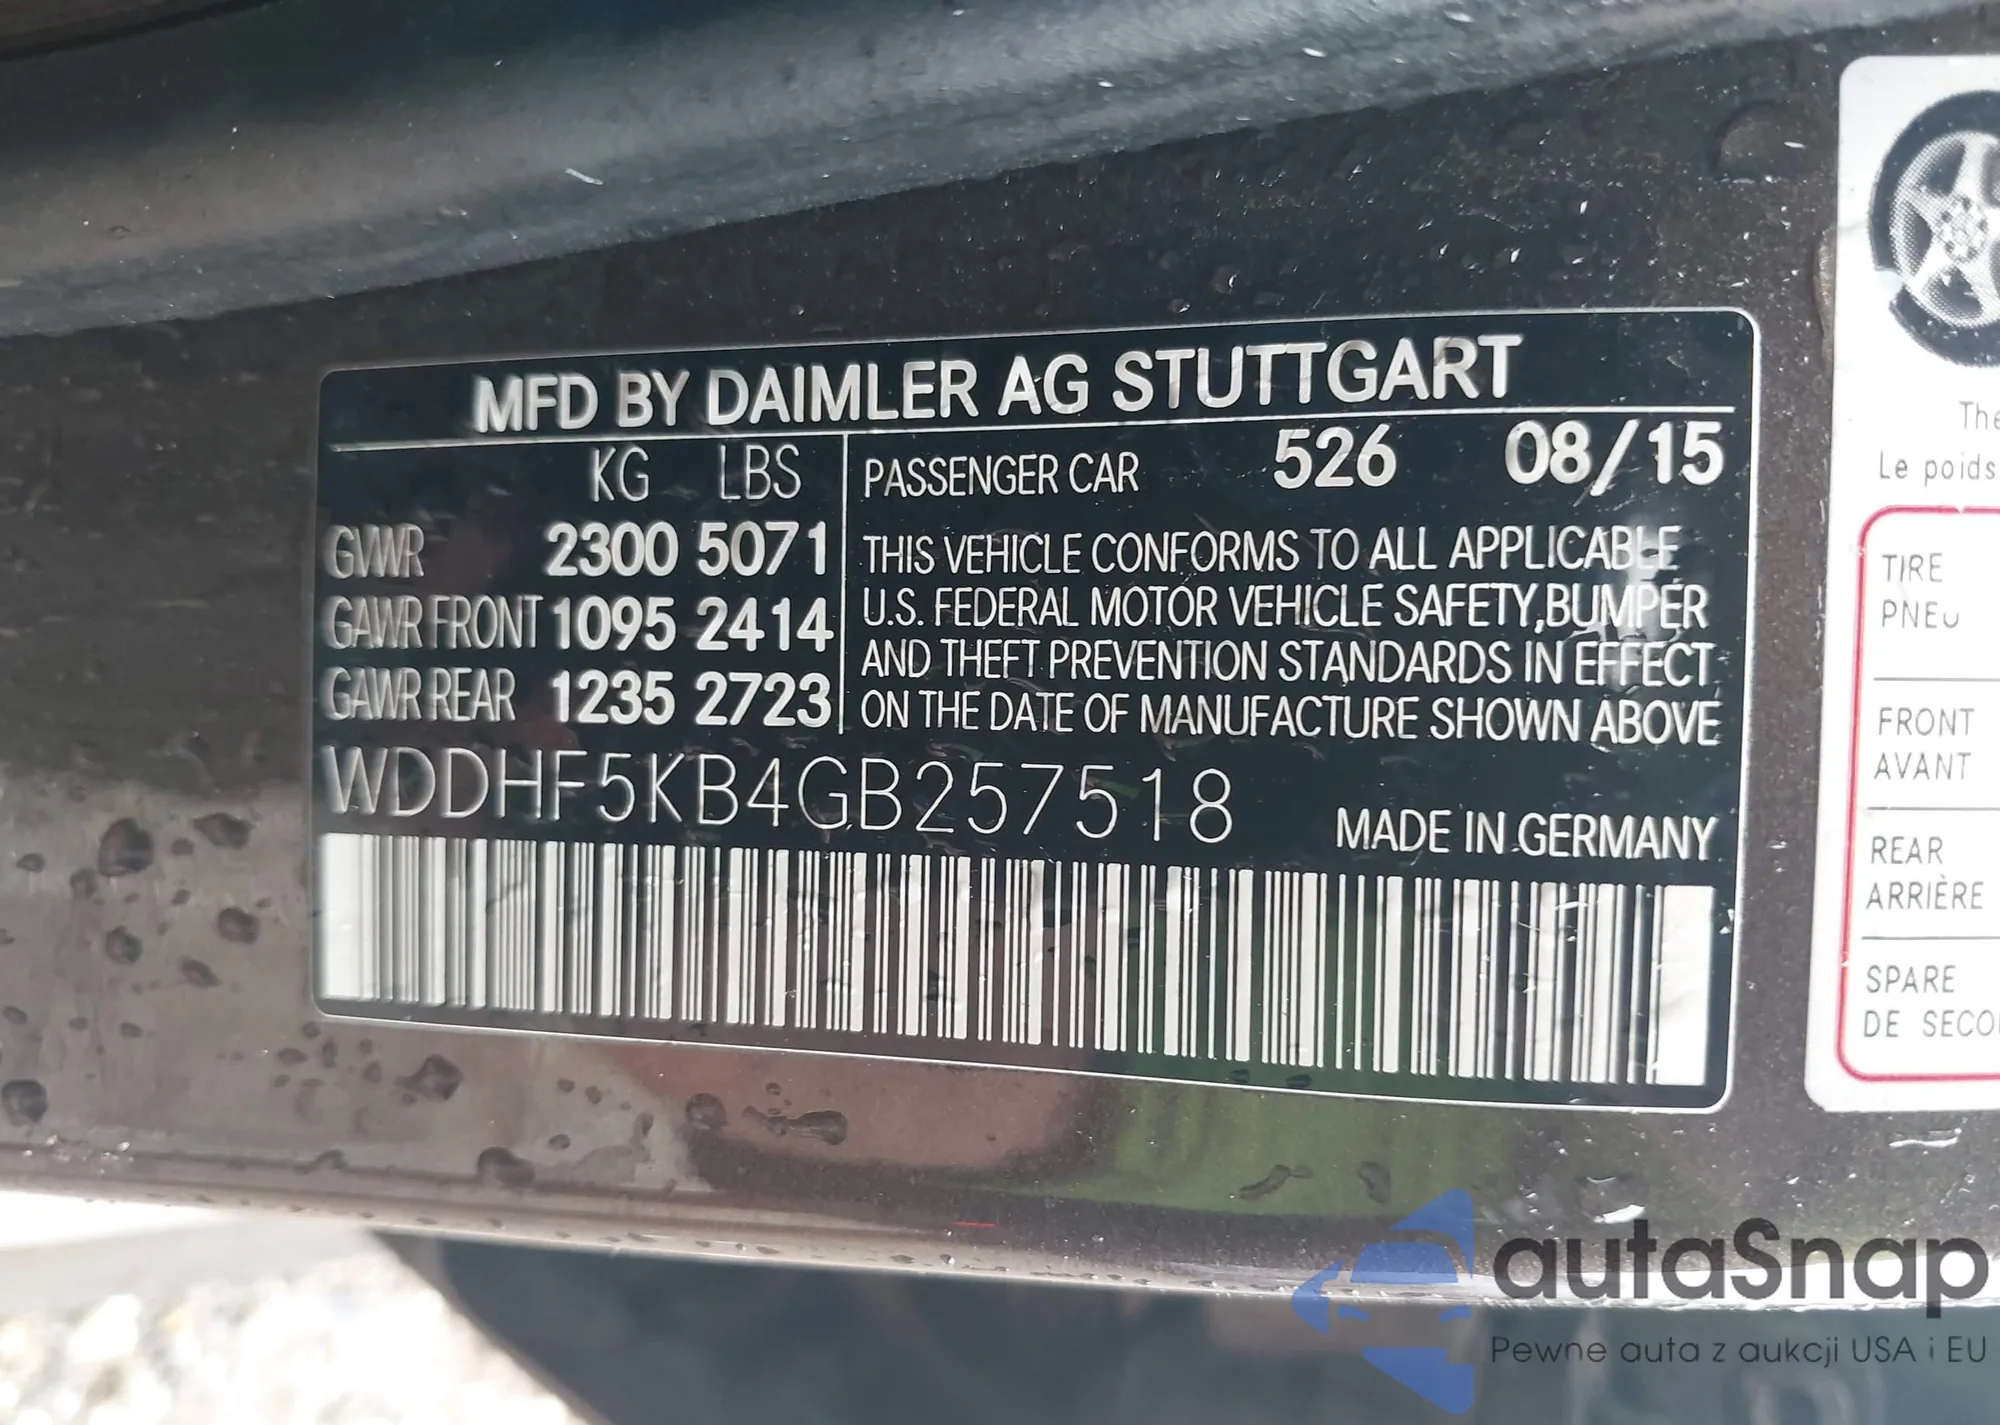 MFD BY DAIMLER AG STUTTGART
KG LBS
GVWR 2300 5071
GAWR FRONT 1095 2414
GAWR REAR 1235 2723
PASSENGER CAR 526 08/15
THIS VEHICLE CONFORMS TO ALL APPLICABLE
U.S. FEDERAL MOTOR VEHICLE SAFETY,BUMPER
AND THEFT PREVENTION STANDARDS IN EFFECT
ON THE DATE OF MANUFACTURE SHOWN ABOVE
WDDHF5KB4GB257518
MADE IN GERMANY
The
Le poids
TIRE
PNEU
FRONT
AVANT
REAR
ARRIÈRE
SPARE
DE SECO
autaSnap
Pewne auta z aukcji USA i EU